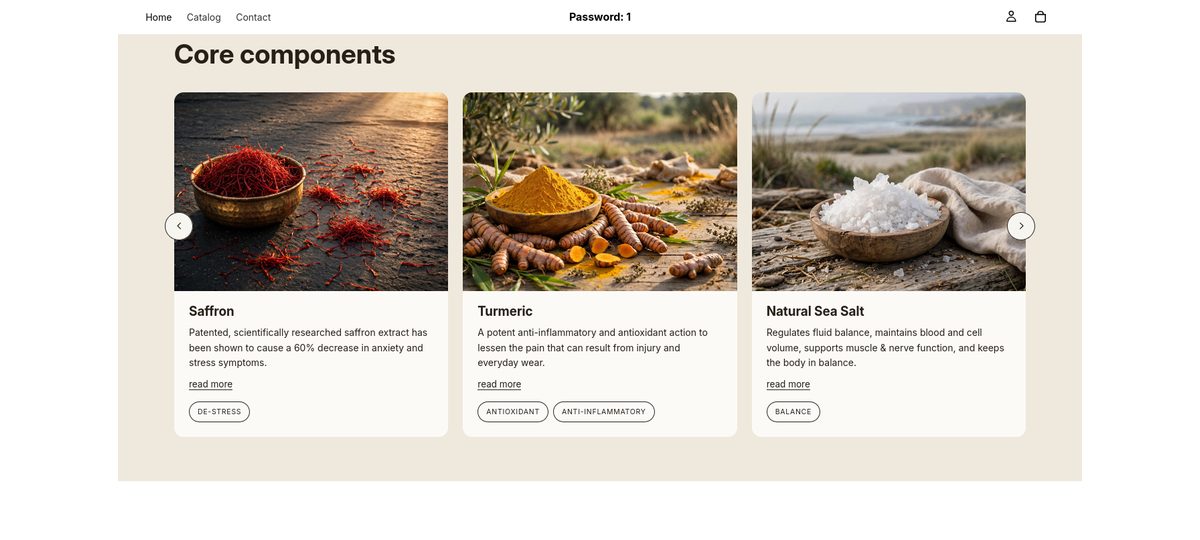 Home Catalog Contact Password: 1
Core components
Saffron
Patented, scientifically researched saffron extract has
been shown to cause a 60% decrease in anxiety and
stress symptoms.
read more
DE-STRESS
Turmeric
A potent anti-inflammatory and antioxidant action to
lessen the pain that can result from injury and
everyday wear.
read more
ANTIOXIDANT ANTI-INFLAMMATORY
Natural Sea Salt
Regulates fluid balance, maintains blood and cell
volume, supports muscle & nerve function, and keeps
the body in balance.
read more
BALANCE